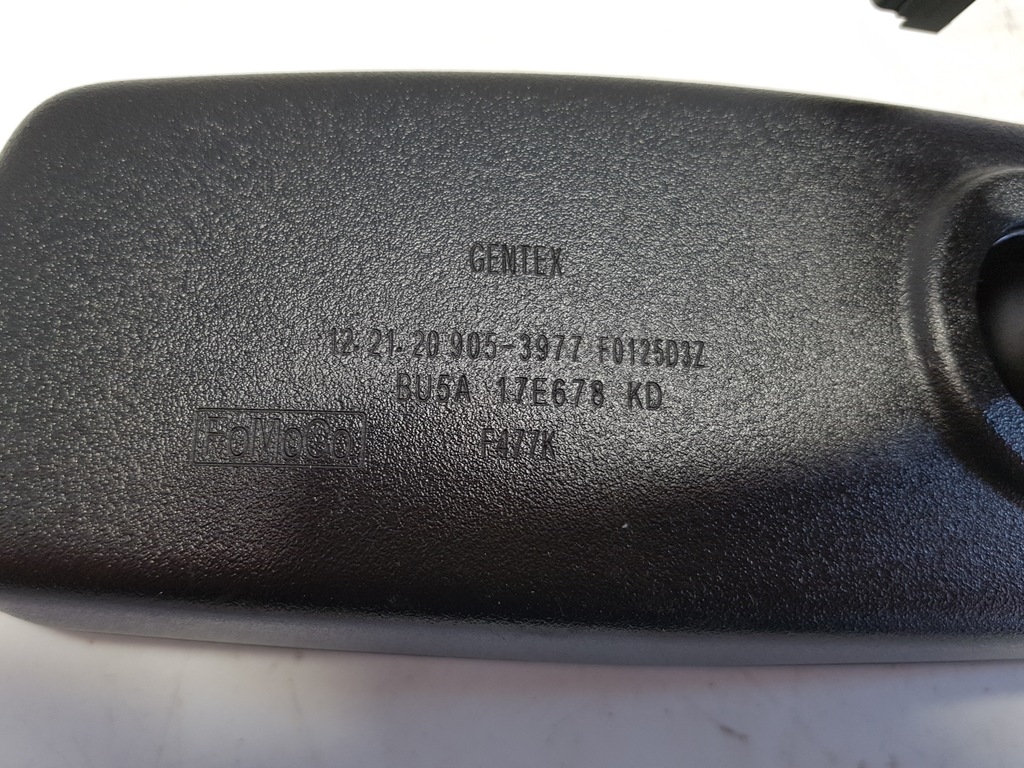 GENTEX
12-21-20 905-3977 F012503Z
BU5A 17E678 KD
FoMoCo
F477K